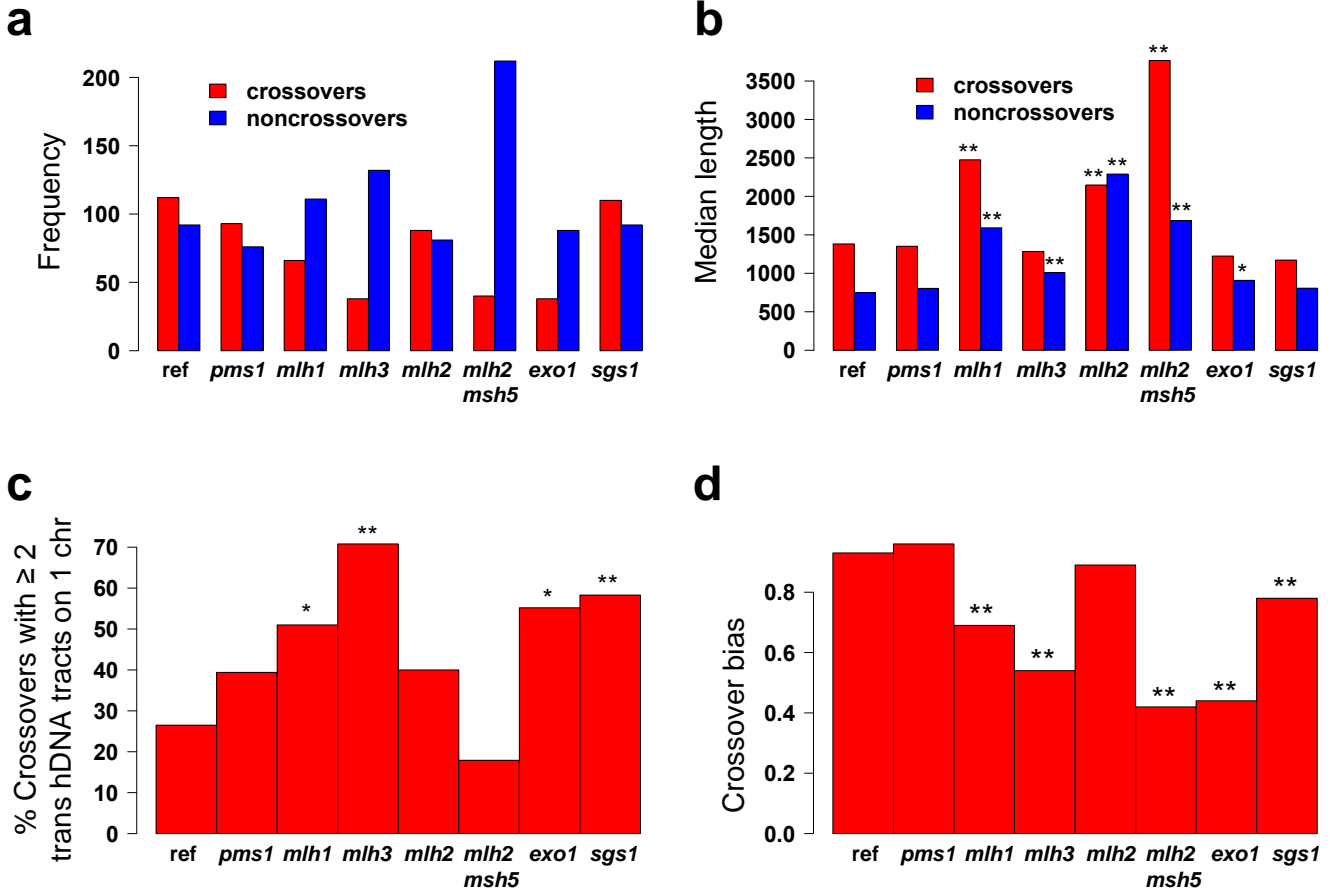 a
Frequency
200
150
100
50
0
crossovers
noncrossovers
ref pms1 mlh1 mlh3 mlh2 mlh2 exo1 sgs1
msh5
b
Median length
3500
3000
2500
2000
1500
1000
500
0
crossovers
noncrossovers
** ** ** ** ** ** ** *
ref pms1 mlh1 mlh3 mlh2 mlh2 exo1 sgs1
msh5
c
% Crossovers with ≥ 2
trans hDNA tracts on 1 chr
70
60
50
40
30
20
10
0
* ** * **
ref pms1 mlh1 mlh3 mlh2 mlh2 exo1 sgs1
msh5
d
Crossover bias
0.8
0.6
0.4
0.2
0.0
** ** ** ** **
ref pms1 mlh1 mlh3 mlh2 mlh2 exo1 sgs1
msh5